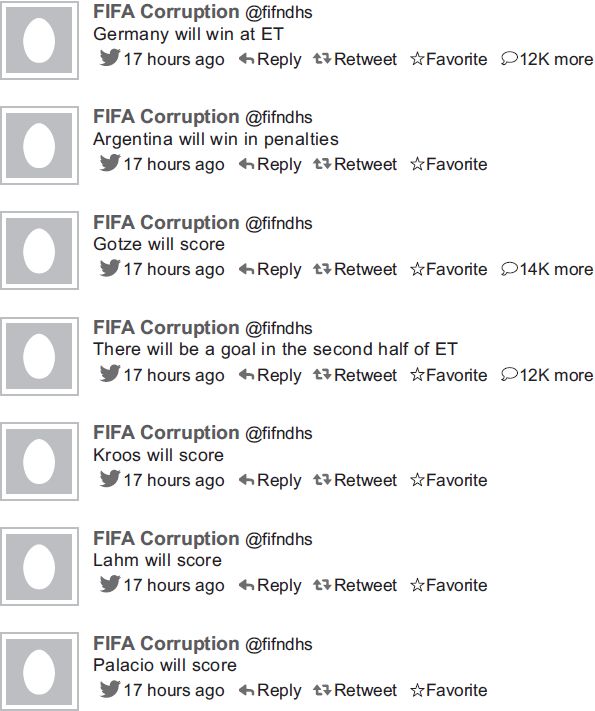 FIFA Corruption @fifndhs
Germany will win at ET
17 hours ago Reply Retweet Favorite 12K more
FIFA Corruption @fifndhs
Argentina will win in penalties
17 hours ago Reply Retweet Favorite
FIFA Corruption @fifndhs
Gotze will score
17 hours ago Reply Retweet Favorite 14K more
FIFA Corruption @fifndhs
There will be a goal in the second half of ET
17 hours ago Reply Retweet Favorite 12K more
FIFA Corruption @fifndhs
Kroos will score
17 hours ago Reply Retweet Favorite
FIFA Corruption @fifndhs
Lahm will score
17 hours ago Reply Retweet Favorite
FIFA Corruption @fifndhs
Palacio will score
17 hours ago Reply Retweet Favorite